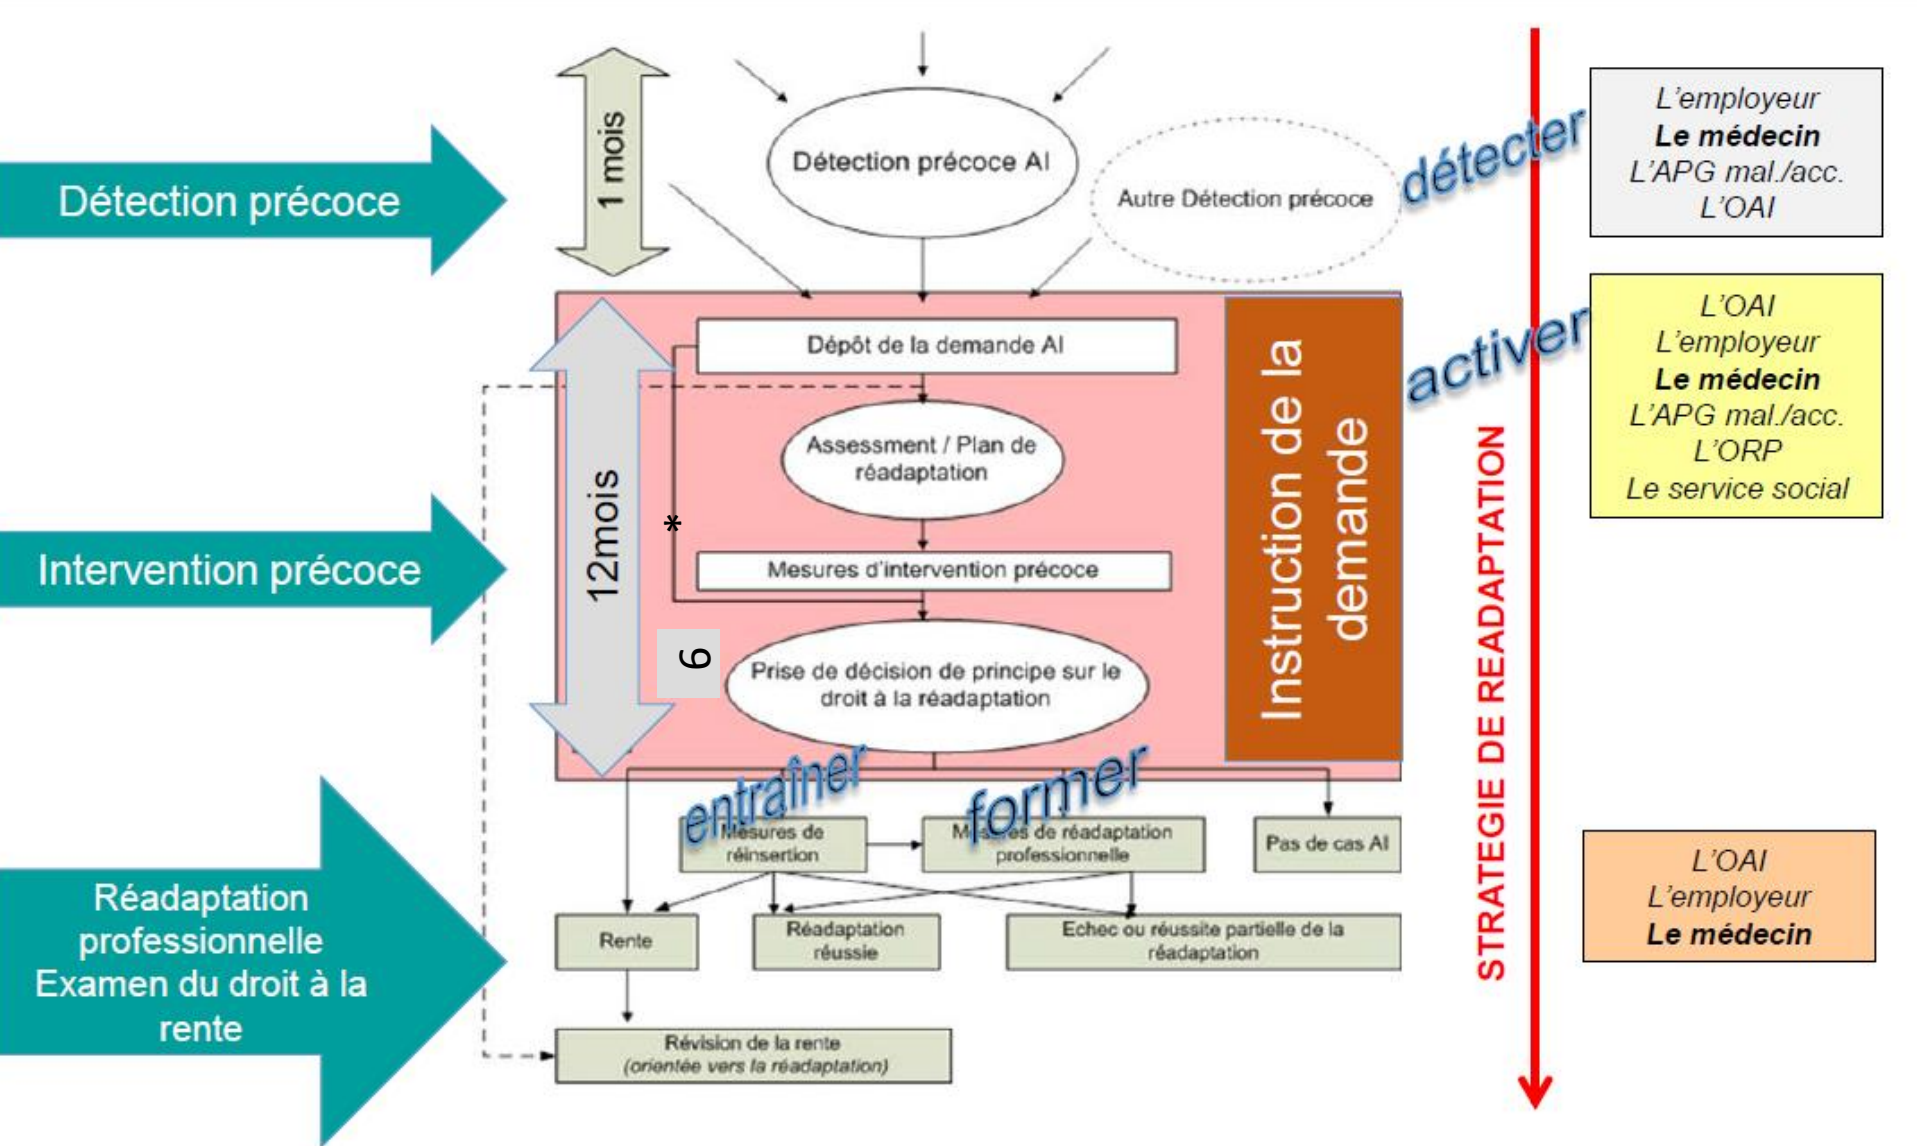 Détection précoce
1 mois
Détection précoce AI
Autre Détection précoce
détecter
L'employeur
Le médecin
L'APG mal./acc.
L'OAI
Intervention précoce
12mois
*
6
Dépôt de la demande AI
Assessment / Plan de
réadaptation
Mesures d'intervention précoce
Prise de décision de principe sur le
droit à la réadaptation
Instruction de la
demande
activer
L'OAI
L'employeur
Le médecin
L'APG mal./acc.
L'ORP
Le service social
STRATEGIE DE READAPTATION
Réadaptation
professionnelle
Examen du droit à la
rente
entraîner
former
Mesures de
réinsertion
Mesures de réadaptation
professionnelle
Pas de cas AI
Rente
Réadaptation
réussie
Echec ou réussite partielle de la
réadaptation
Révision de la rente
(orientée vers la réadaptation)
L'OAI
L'employeur
Le médecin